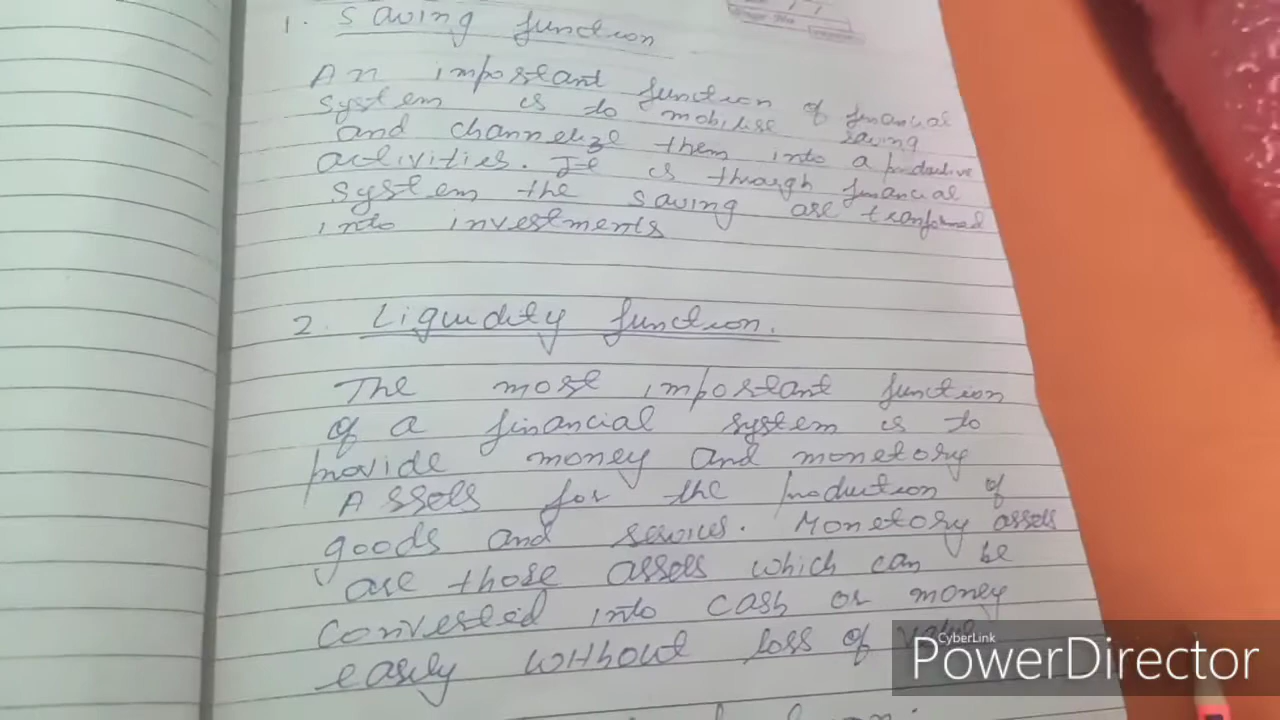 1. Saving function
An important function of financial
system is to mobilise saving
and channelize them into a productive
activities. It is through financial
system the saving are tranformed
into investments
2. Liquidity function.
The most important function
of a financial system is to
provide money and monetory
Assets for the production of
goods and services. Monetory assets
are those assets which can be
converted into cash or money
easily without loss of value
CyberLink
PowerDirector